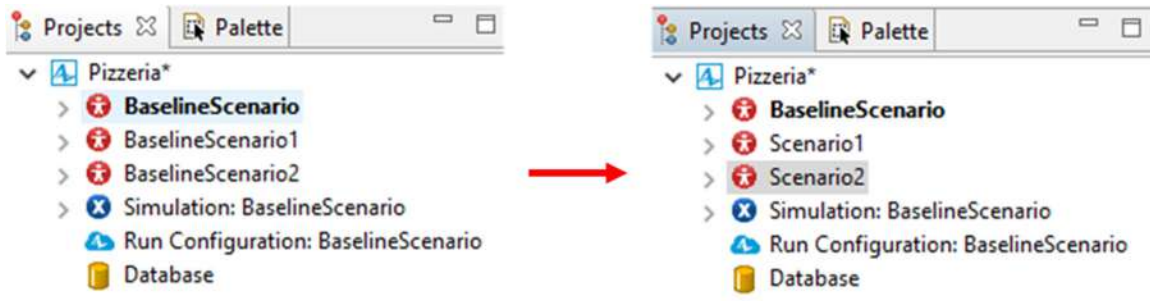 Projects Palette
Pizzeria*
BaselineScenario
BaselineScenario1
BaselineScenario2
Simulation: BaselineScenario
Run Configuration: BaselineScenario
Database
Projects Palette
Pizzeria*
BaselineScenario
Scenario1
Scenario2
Simulation: BaselineScenario
Run Configuration: BaselineScenario
Database